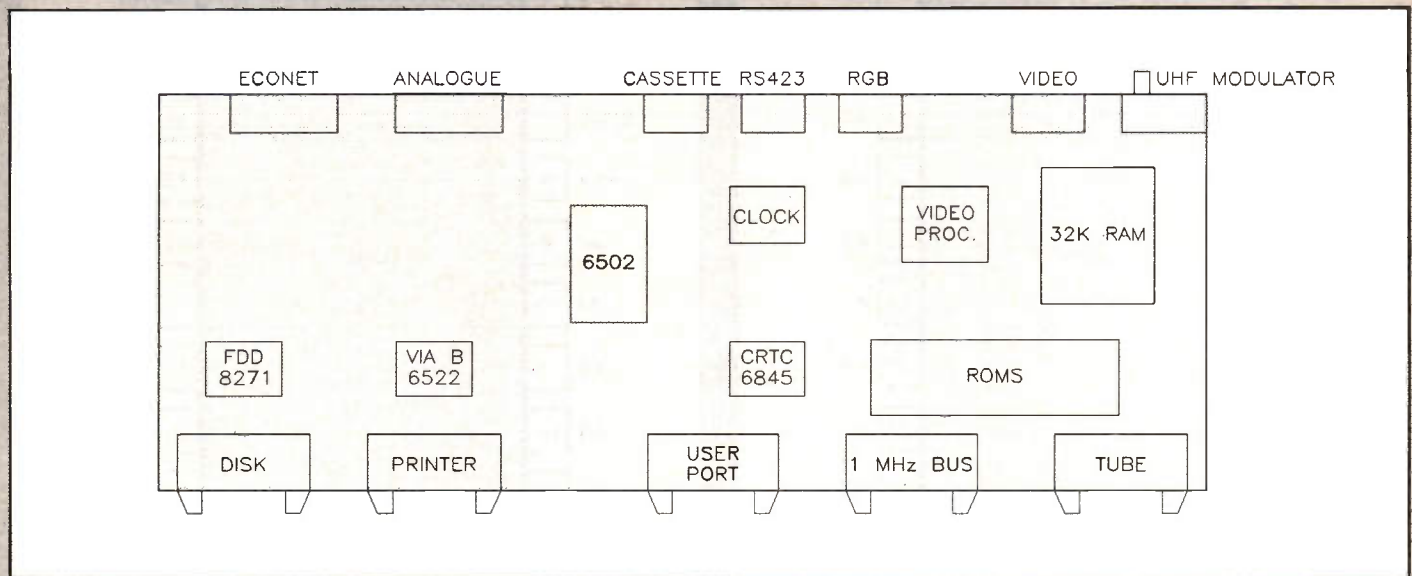 ECONET ANALOGUE CASSETTE RS423 RGB VIDEO UHF MODULATOR
CLOCK
VIDEO
PROC.
32K RAM
6502
FDD
8271
VIA B
6522
CRTC
6845
ROMS
DISK
PRINTER
USER
PORT
1 MHz BUS
TUBE